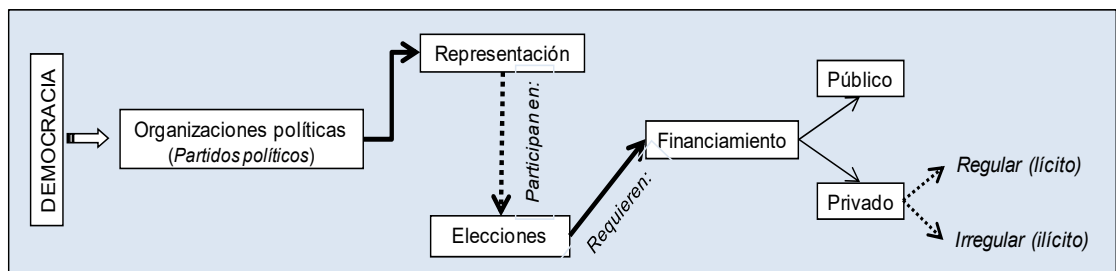 DEMOCRACIA
Organizaciones políticas
(Partidos políticos)
Representación
Participan en:
Elecciones
Requieren:
Financiamiento
Público
Privado
Regular (lícito)
Irregular (ilícito)